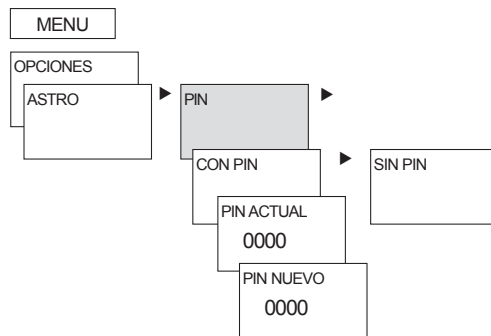 MENU
OPCIONES
ASTRO
PIN
CON PIN
SIN PIN
PIN ACTUAL
0000
PIN NUEVO
0000